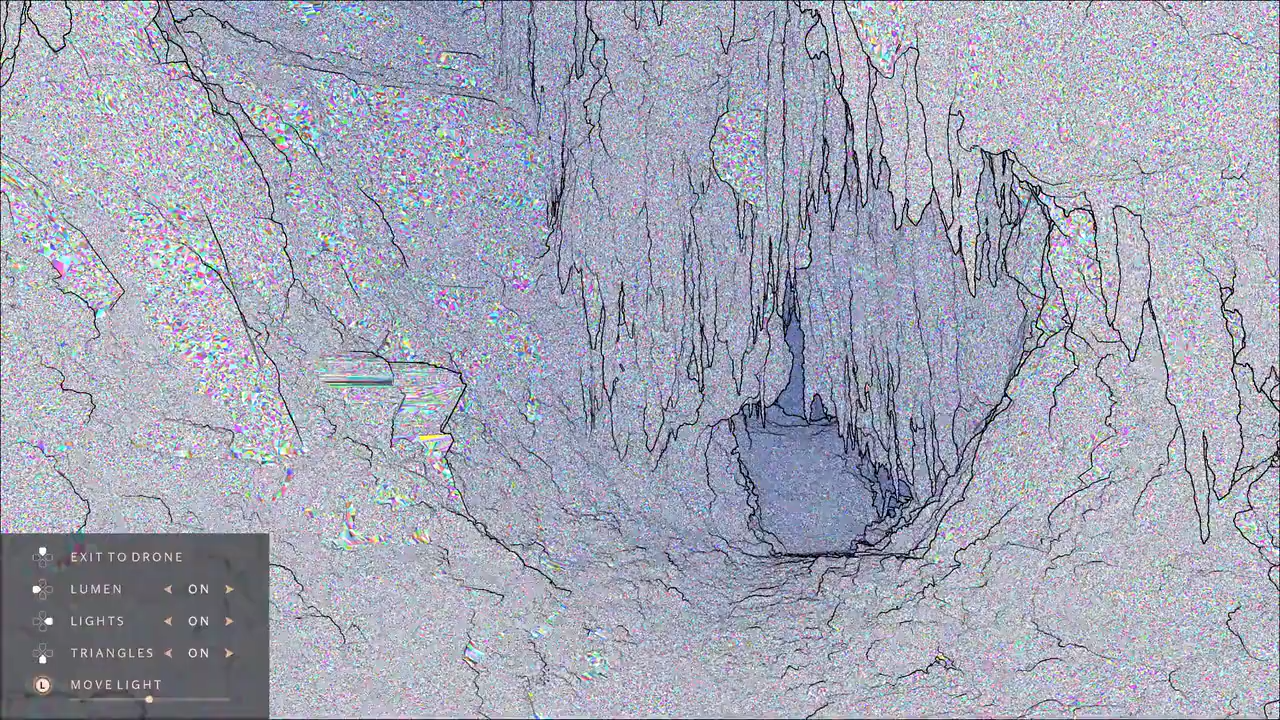 EXIT TO DRONE
LUMEN ON
LIGHTS ON
TRIANGLES ON
L MOVE LIGHT